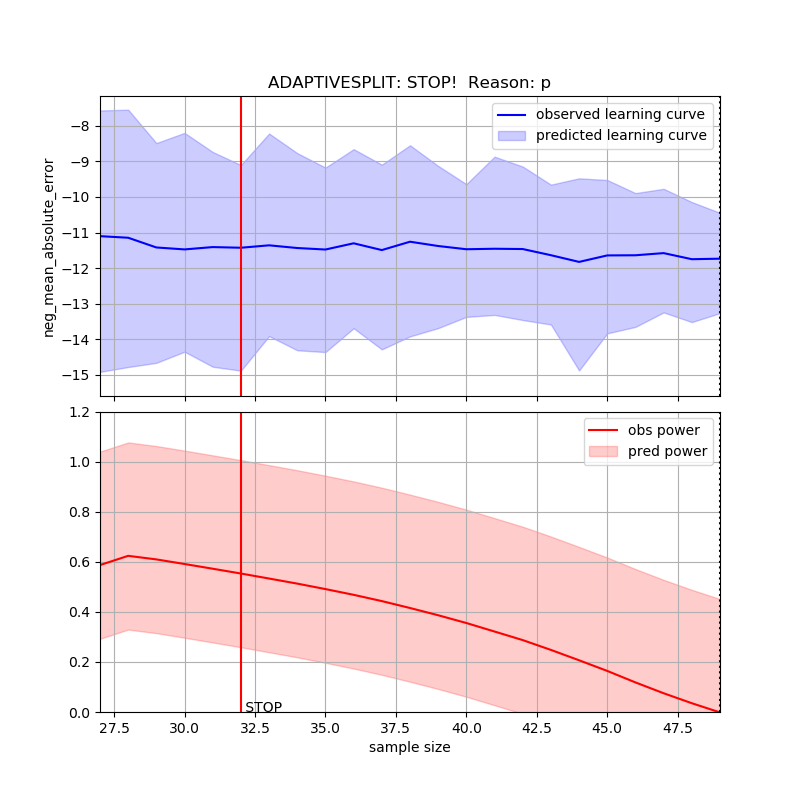 ADAPTIVESPLIT: STOP!  Reason: p
observed learning curve
predicted learning curve
neg_mean_absolute_error
−8
−9
−10
−11
−12
−13
−14
−15
obs power
pred power
1.2
1.0
0.8
0.6
0.4
0.2
0.0
STOP
27.5 30.0 32.5 35.0 37.5 40.0 42.5 45.0 47.5
sample size